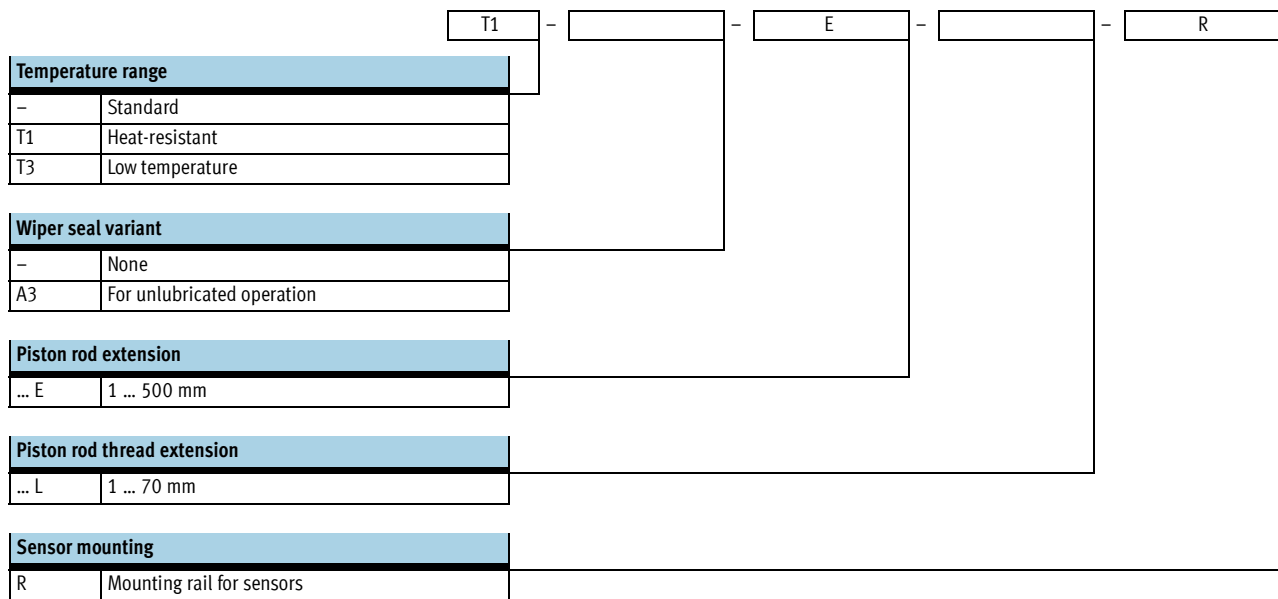 T1 – – E – – R
Temperature range
– Standard
T1 Heat-resistant
T3 Low temperature
Wiper seal variant
– None
A3 For unlubricated operation
Piston rod extension
... E 1 ... 500 mm
Piston rod thread extension
... L 1 ... 70 mm
Sensor mounting
R Mounting rail for sensors